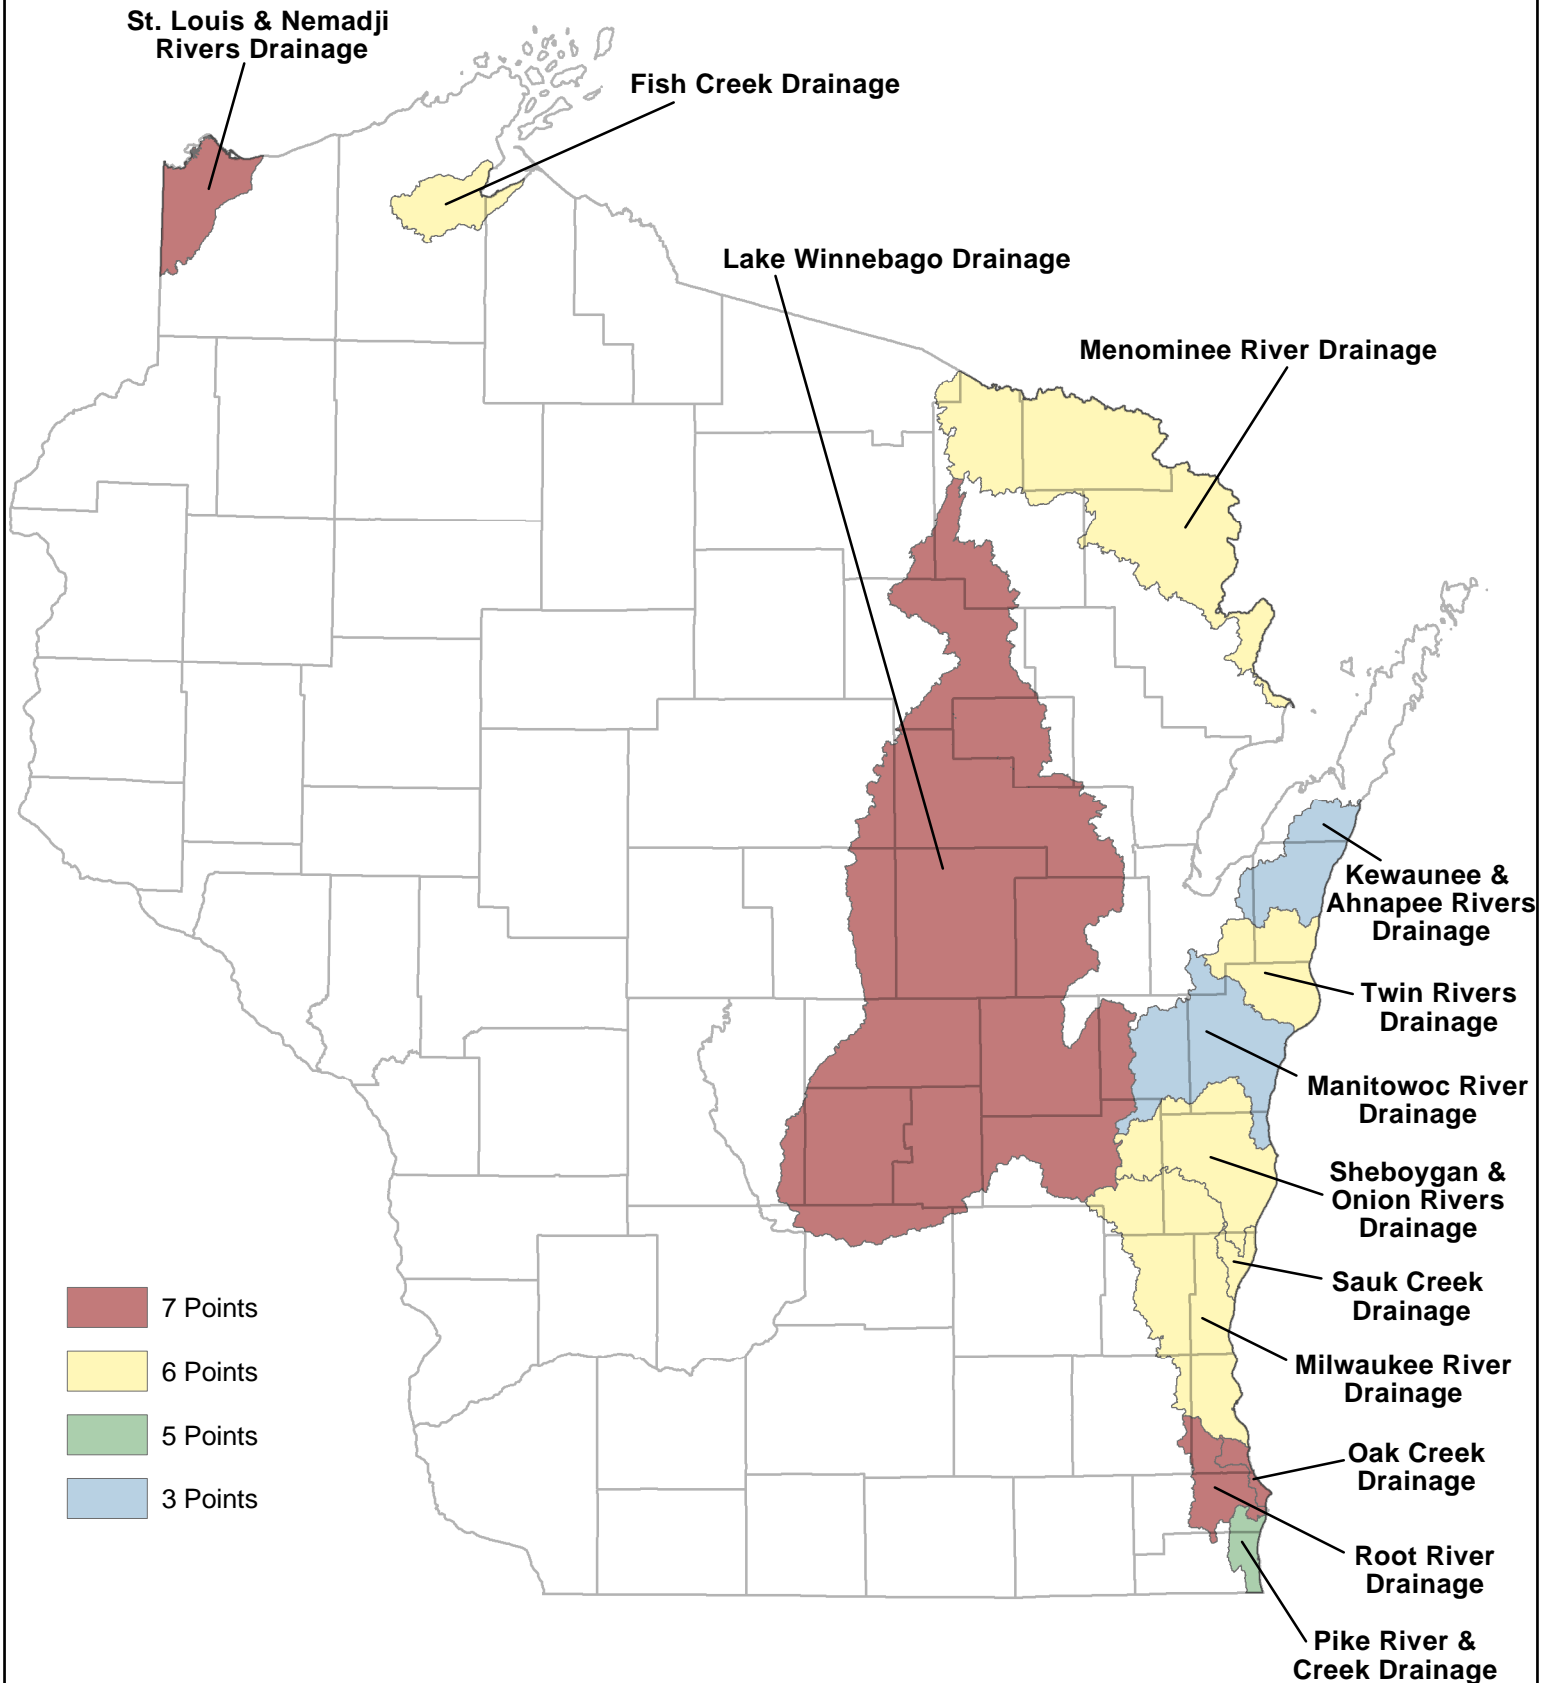 St. Louis & Nemadji
Rivers Drainage
Fish Creek Drainage
Lake Winnebago Drainage
Menominee River Drainage
Kewaunee &
Ahnapee Rivers
Drainage
Twin Rivers
Drainage
Manitowoc River
Drainage
Sheboygan &
Onion Rivers
Drainage
Sauk Creek
Drainage
Milwaukee River
Drainage
Oak Creek
Drainage
Root River
Drainage
Pike River &
Creek Drainage
7 Points
6 Points
5 Points
3 Points